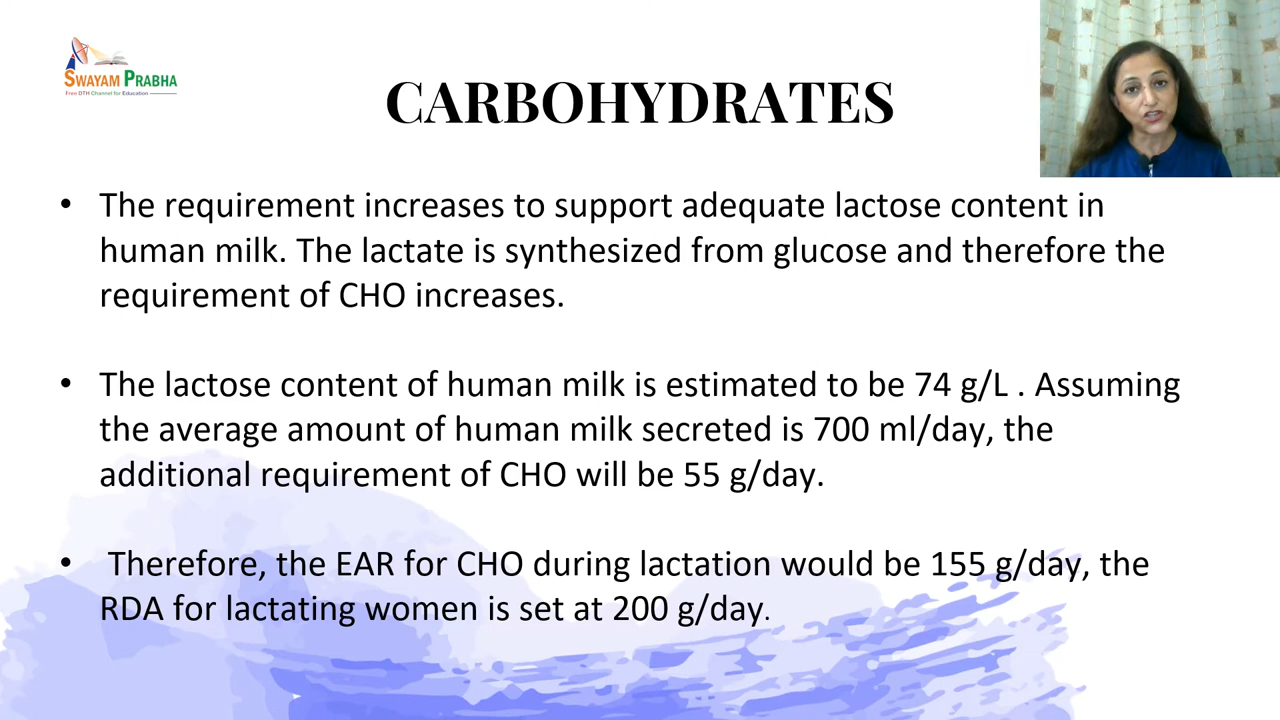 SWAYAM PRABHA
Free DTH Channel for Education
CARBOHYDRATES
• The requirement increases to support adequate lactose content in
human milk. The lactate is synthesized from glucose and therefore the
requirement of CHO increases.
• The lactose content of human milk is estimated to be 74 g/L . Assuming
the average amount of human milk secreted is 700 ml/day, the
additional requirement of CHO will be 55 g/day.
• Therefore, the EAR for CHO during lactation would be 155 g/day, the
RDA for lactating women is set at 200 g/day.